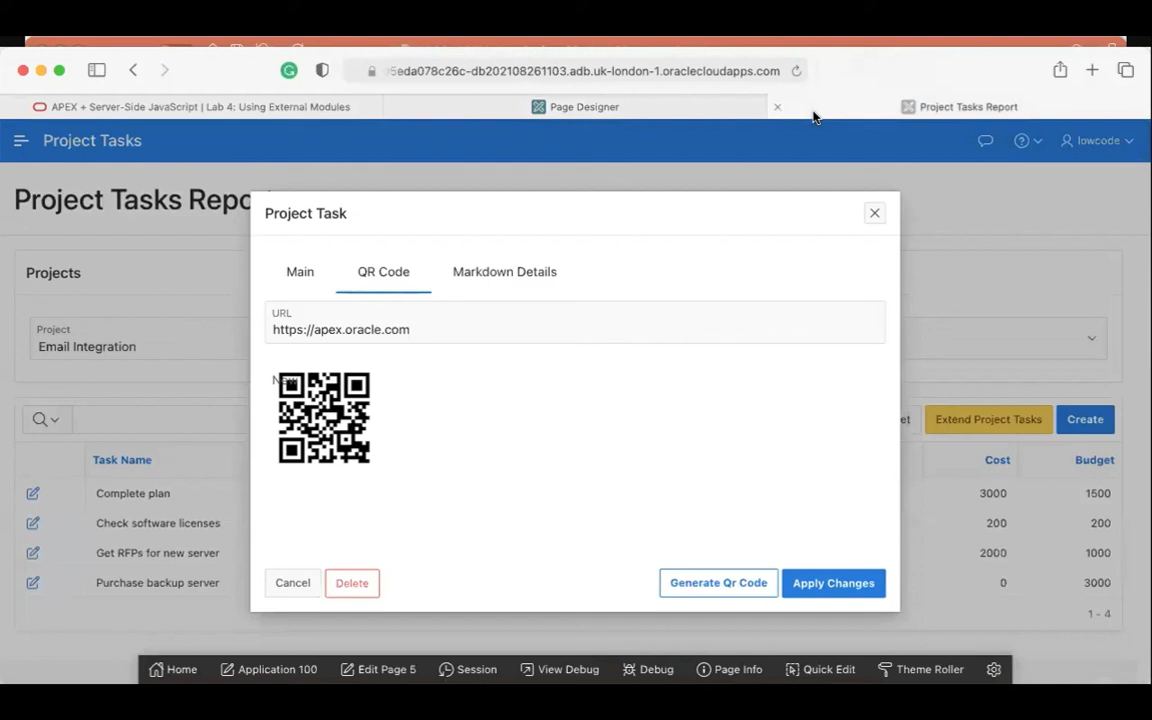 5eda078c26c-db202108261103.adb.uk-london-1.oraclecloudapps.com
APEX + Server-Side JavaScript | Lab 4: Using External Modules
Page Designer
Project Tasks Report
Project Tasks
lowcode
Project Tasks Repo
Project Task
Projects
Main
QR Code
Markdown Details
URL
https://apex.oracle.com
Project
Email Integration
Extend Project Tasks
Create
Task Name
Cost
Budget
Complete plan
3000
1500
Check software licenses
200
200
Get RFPs for new server
2000
1000
Purchase backup server
0
3000
1 - 4
Cancel
Delete
Generate Qr Code
Apply Changes
Home
Application 100
Edit Page 5
Session
View Debug
Debug
Page Info
Quick Edit
Theme Roller